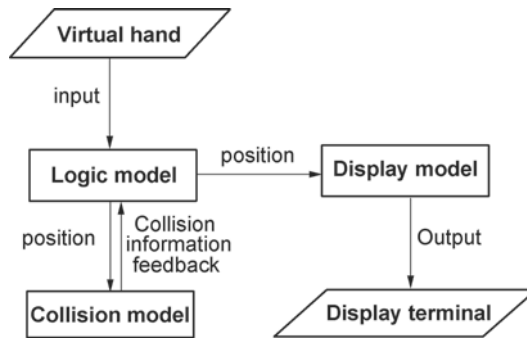 Virtual hand
input
Logic model
position
Display model
position
Collision
information
feedback
Output
Collision model
Display terminal